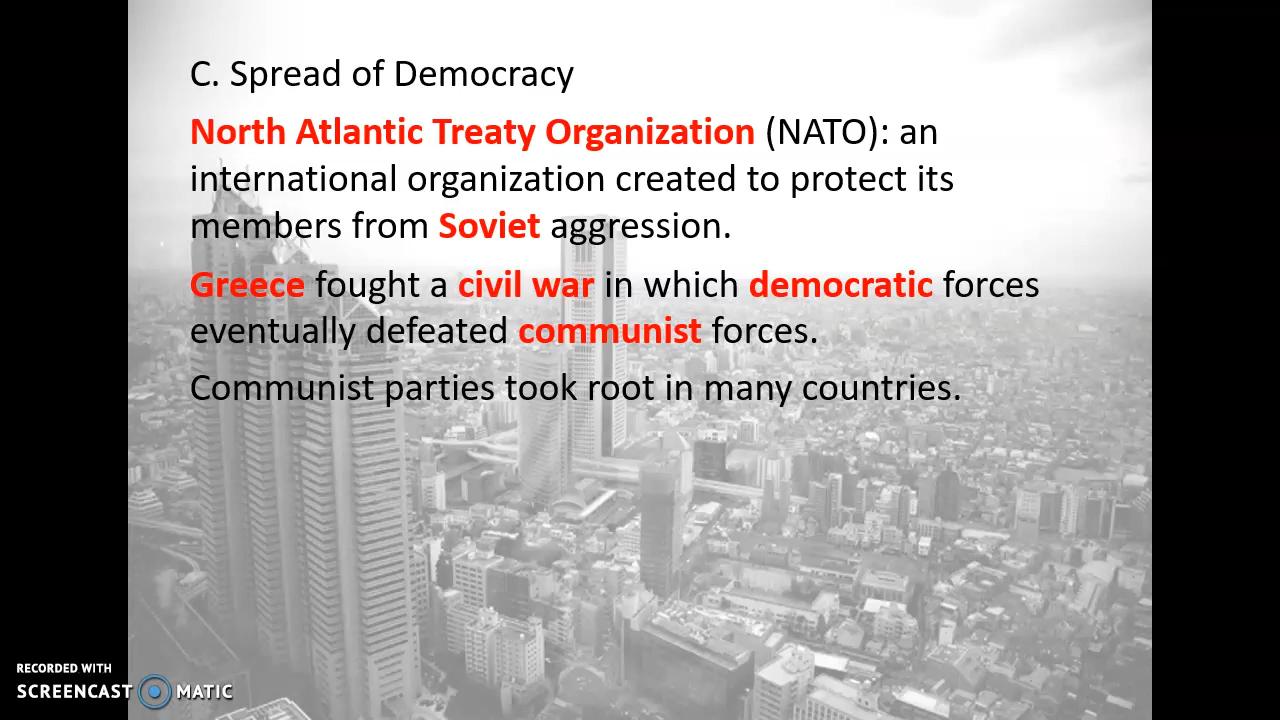 C. Spread of Democracy
North Atlantic Treaty Organization (NATO): an
international organization created to protect its
members from Soviet aggression.
Greece fought a civil war in which democratic forces
eventually defeated communist forces.
Communist parties took root in many countries.
RECORDED WITH
SCREENCAST MATIC